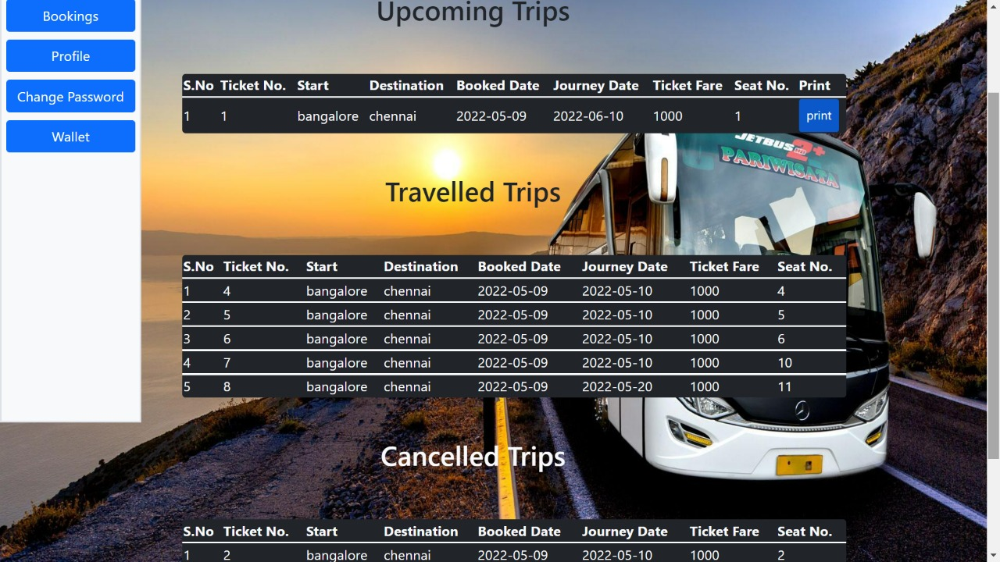 Bookings
Profile
Change Password
Wallet
Upcoming Trips
S.No Ticket No. Start Destination Booked Date Journey Date Ticket Fare Seat No. Print
1 1 bangalore chennai 2022-05-09 2022-06-10 1000 1 print
JETBUS 2+ HD
PARIWISATA
Travelled Trips
S.No Ticket No. Start Destination Booked Date Journey Date Ticket Fare Seat No.
1 4 bangalore chennai 2022-05-09 2022-05-10 1000 4
2 5 bangalore chennai 2022-05-09 2022-05-10 1000 5
3 6 bangalore chennai 2022-05-09 2022-05-10 1000 6
4 7 bangalore chennai 2022-05-09 2022-05-10 1000 10
5 8 bangalore chennai 2022-05-09 2022-05-20 1000 11
Cancelled Trips
S.No Ticket No. Start Destination Booked Date Journey Date Ticket Fare Seat No.
1 2 bangalore chennai 2022-05-09 2022-05-10 1000 2